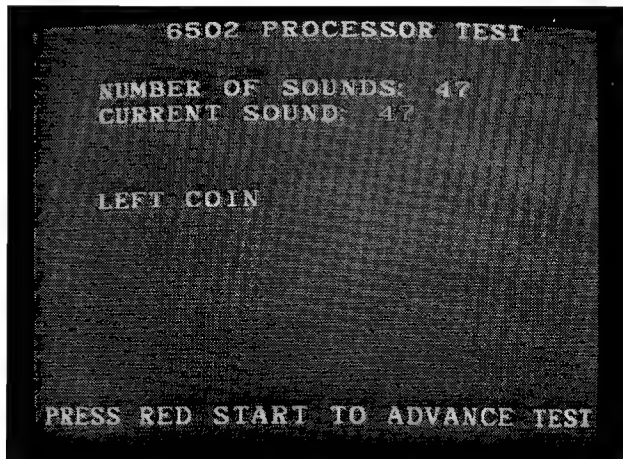 6502 PROCESSOR TEST
NUMBER OF SOUNDS: 47
CURRENT SOUND: 47
LEFT COIN
PRESS RED START TO ADVANCE TEST